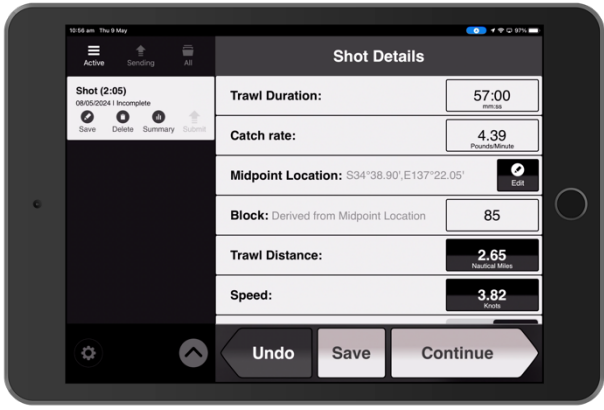 10:56 am Thu 9 May
97%
Active
Sending
All
Shot Details
Shot (2:05)
08/05/2024 I Incomplete
Save
Delete
Summary
Submit
Trawl Duration:
57:00
mm:ss
Catch rate:
4.39
Pounds/Minute
Midpoint Location: S34°38.90',E137°22.05'
Edit
Block: Derived from Midpoint Location
85
Trawl Distance:
2.65
Nautical Miles
Speed:
3.82
Knots
Undo
Save
Continue